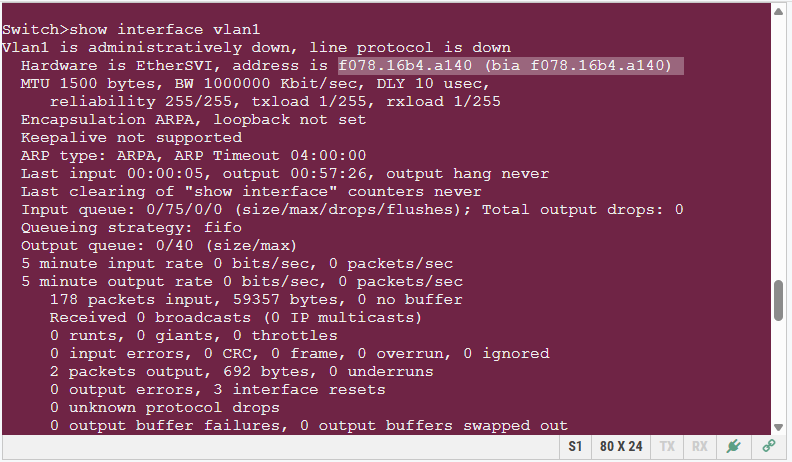 Switch>show interface vlan1
Vlan1 is administratively down, line protocol is down
Hardware is EtherSVI, address is f078.16b4.a140 (bia f078.16b4.a140)
MTU 1500 bytes, BW 1000000 Kbit/sec, DLY 10 usec,
reliability 255/255, txload 1/255, rxload 1/255
Encapsulation ARPA, loopback not set
Keepalive not supported
ARP type: ARPA, ARP Timeout 04:00:00
Last input 00:00:05, output 00:57:26, output hang never
Last clearing of "show interface" counters never
Input queue: 0/75/0/0 (size/max/drops/flushes); Total output drops: 0
Queueing strategy: fifo
Output queue: 0/40 (size/max)
5 minute input rate 0 bits/sec, 0 packets/sec
5 minute output rate 0 bits/sec, 0 packets/sec
178 packets input, 59357 bytes, 0 no buffer
Received 0 broadcasts (0 IP multicasts)
0 runts, 0 giants, 0 throttles
0 input errors, 0 CRC, 0 frame, 0 overrun, 0 ignored
2 packets output, 692 bytes, 0 underruns
0 output errors, 3 interface resets
0 unknown protocol drops
0 output buffer failures, 0 output buffers swapped out
S1 80 X 24 TX RX